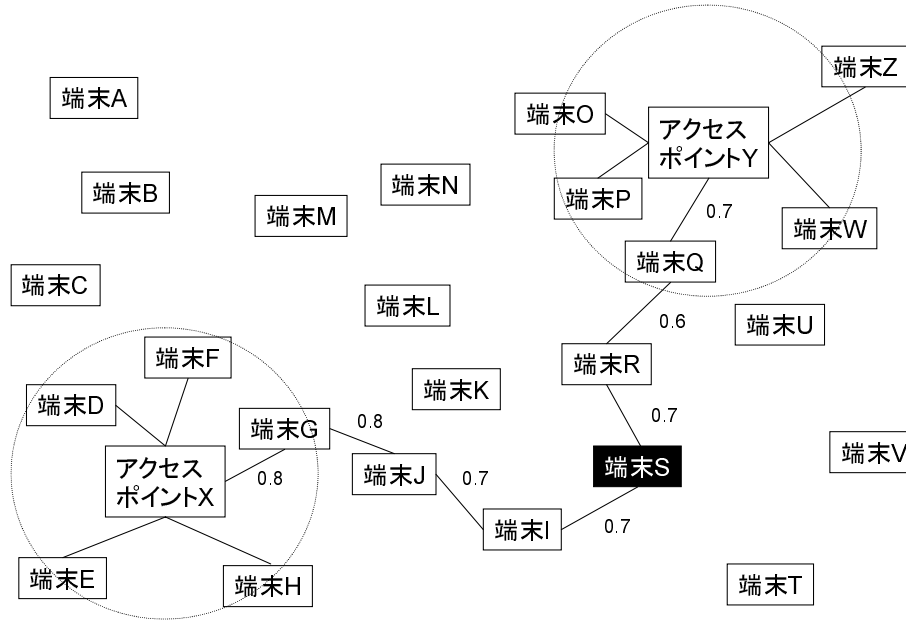 端末Z
端末A
端末O
アクセス
ポイントY
端末N
端末B
端末P
端末M
0.7
端末W
端末Q
端末C
端末L
0.6
端末U
端末F
端末R
端末K
端末D
0.7
0.8
端末G
端末V
アクセス
ポイントX
0.8
端末J
0.7
端末S
端末I
0.7
端末E
端末H
端末T